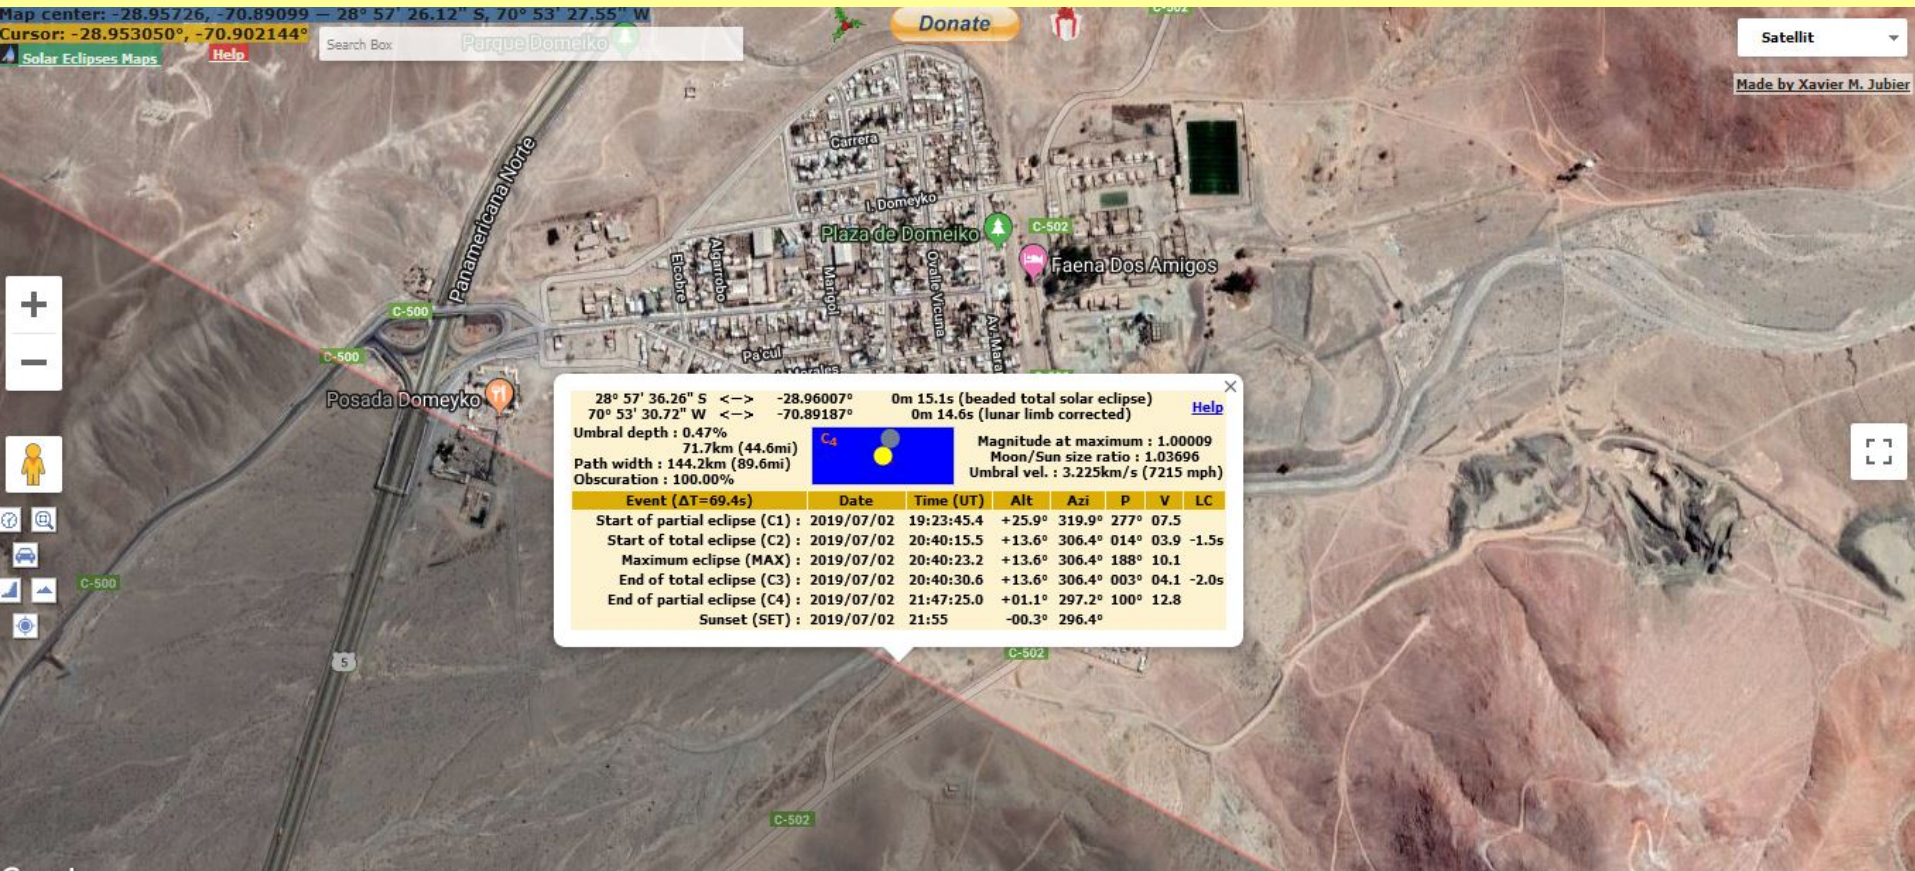 Map center: -28.95726, -70.89099 — 28° 57' 26.12" S, 70° 53' 27.55" W
Cursor: -28.953050°, -70.902144°
Solar Eclipses Maps
Help
Search Box
Parque Domeiko
Donate
C-502
Satellit
Made by Xavier M. Jubier
Panamericana Norte
Carrera
I. Domeyko
Plaza de Domeiko
C-502
Faena Dos Amigos
Elcobre
Algarrobo
Marigol
Ovalle Vicuna
Av. Mara
C-500
C-500
Pa'cul
Morales
Posada Domeyko
28° 57' 36.26" S <—> -28.96007° 0m 15.1s (beaded total solar eclipse)
70° 53' 30.72" W <—> -70.89187° 0m 14.6s (lunar limb corrected)
Help
Umbral depth : 0.47%
71.7km (44.6mi)
Path width : 144.2km (89.6mi)
Obscuration : 100.00%
C4
Magnitude at maximum : 1.00009
Moon/Sun size ratio : 1.03696
Umbral vel. : 3.225km/s (7215 mph)
Event (ΔT=69.4s) Date Time (UT) Alt Azi P V LC
Start of partial eclipse (C1) : 2019/07/02 19:23:45.4 +25.9° 319.9° 277° 07.5
Start of total eclipse (C2) : 2019/07/02 20:40:15.5 +13.6° 306.4° 014° 03.9 -1.5s
Maximum eclipse (MAX) : 2019/07/02 20:40:23.2 +13.6° 306.4° 188° 10.1
End of total eclipse (C3) : 2019/07/02 20:40:30.6 +13.6° 306.4° 003° 04.1 -2.0s
End of partial eclipse (C4) : 2019/07/02 21:47:25.0 +01.1° 297.2° 100° 12.8
Sunset (SET) : 2019/07/02 21:55 -00.3° 296.4°
C-500
5
C-502
C-502